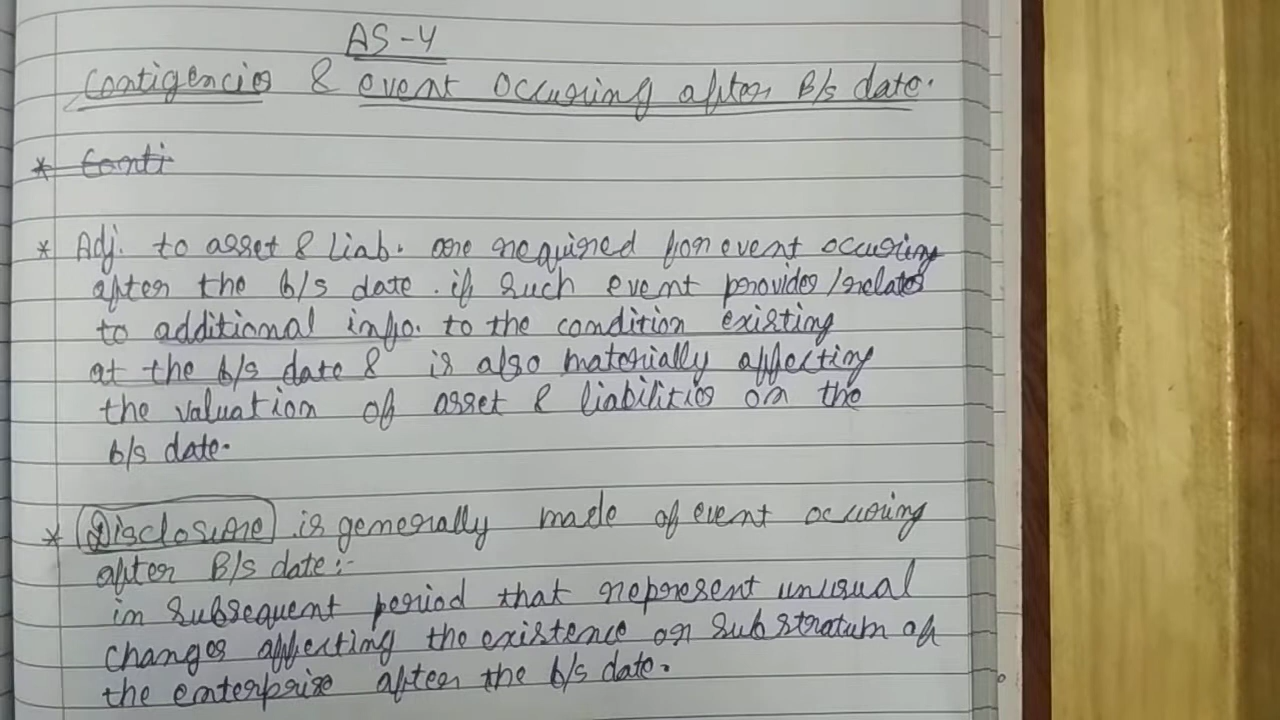 AS-4
Contigencies & event occuring after B/s date.
* Conti
* Adj. to asset & Liab. are required for event occuring
after the b/s date. if such event provides/relates
to additional info. to the condition existing
at the b/s date & is also materially affecting
the valuation of asset & liabilities on the
b/s date.
* Disclosure is generally made of event occuring
after B/s date:-
in subsequent period that represent unusual
changes affecting the existence or substratum of
the enterprise after the b/s date.